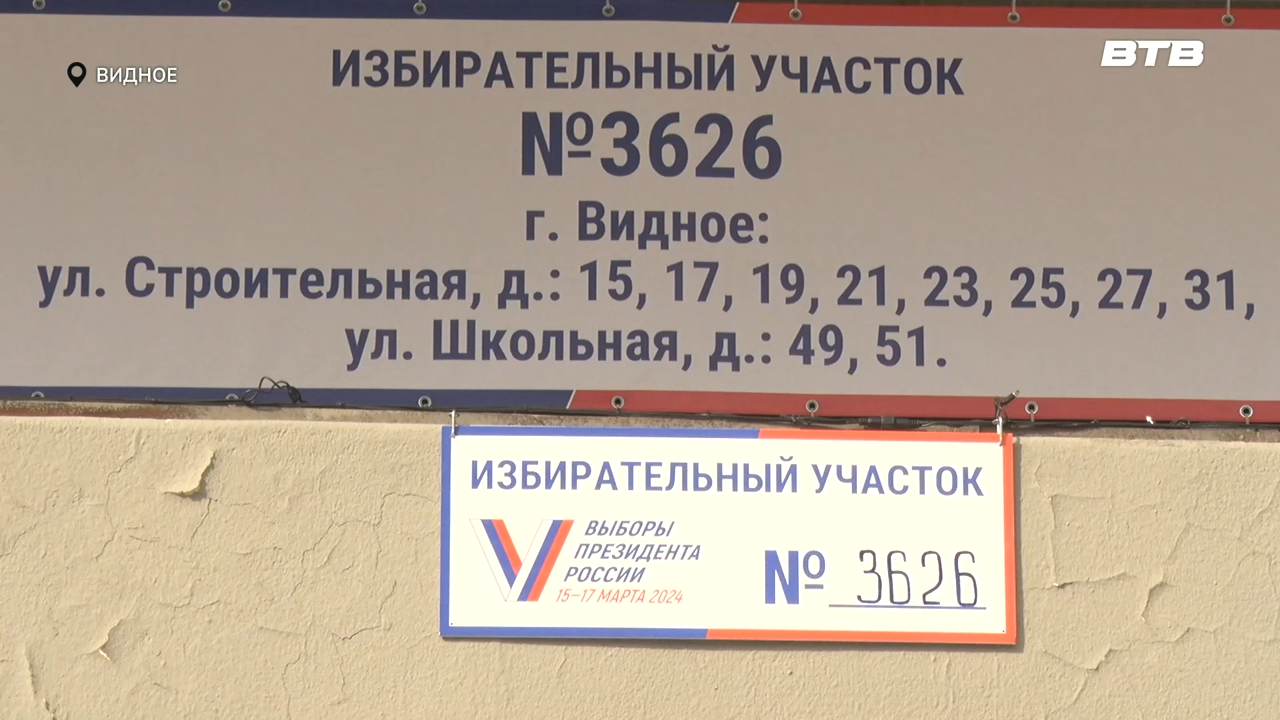 ВИДНОЕ
ВТВ
ИЗБИРАТЕЛЬНЫЙ УЧАСТОК
№3626
г. Видное:
ул. Строительная, д.: 15, 17, 19, 21, 23, 25, 27, 31,
ул. Школьная, д.: 49, 51.
ИЗБИРАТЕЛЬНЫЙ УЧАСТОК
ВЫБОРЫ
ПРЕЗИДЕНТА
РОССИИ
15–17 МАРТА 2024
№ 3626